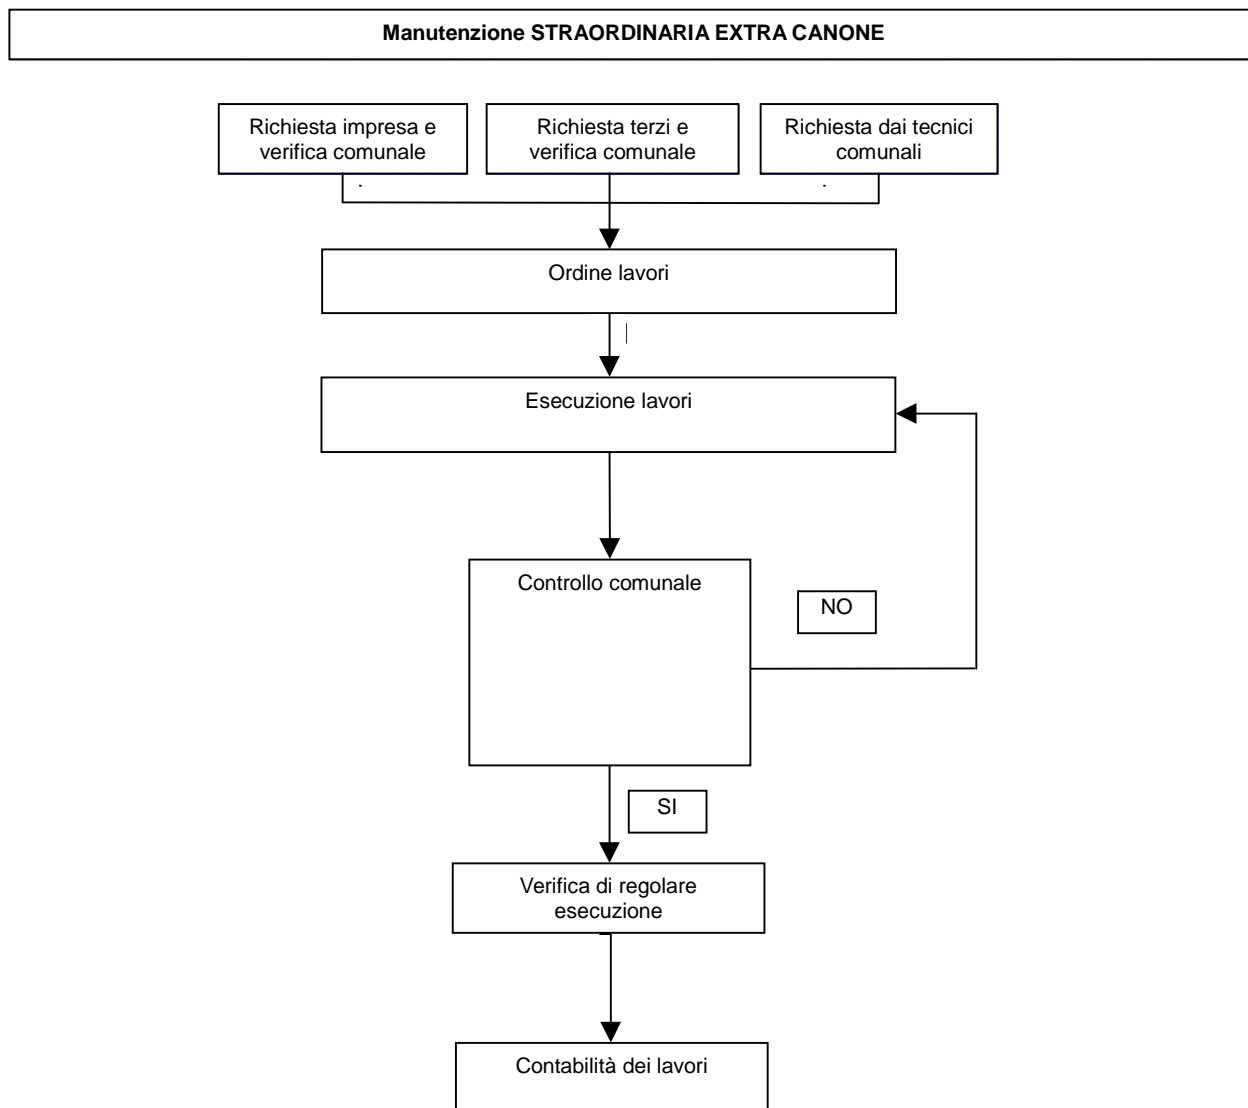 Manutenzione STRAORDINARIA EXTRA CANONE
Richiesta impresa e
verifica comunale
Richiesta terzi e
verifica comunale
Richiesta dai tecnici
comunali
Ordine lavori
Esecuzione lavori
Controllo comunale
NO
SI
Verifica di regolare
esecuzione
Contabilità dei lavori